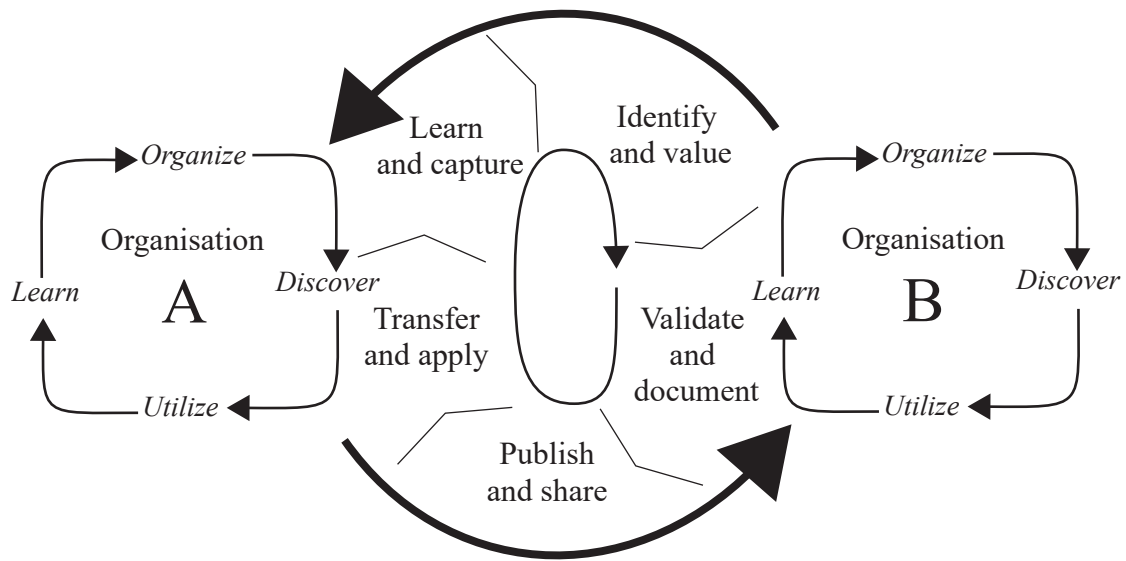 Organize
Organisation
A
Discover
Learn
Utilize
Learn
and capture
Identify
and value
Transfer
and apply
Validate
and
document
Publish
and share
Organize
Organisation
B
Discover
Learn
Utilize